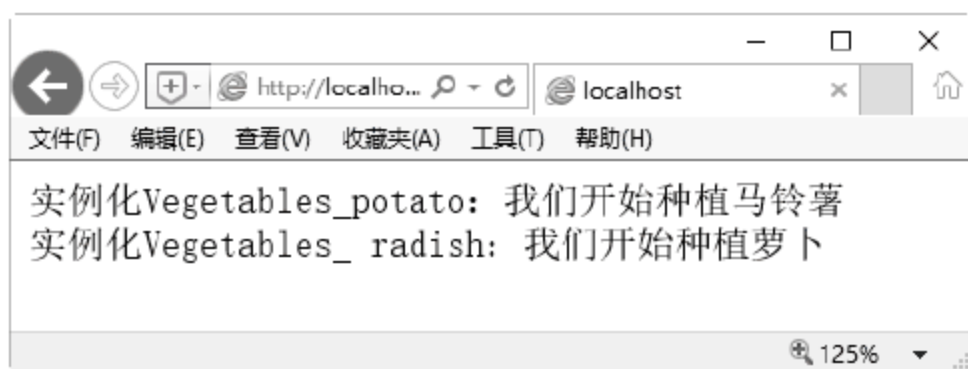 http://localho...
localhost
文件(F) 编辑(E) 查看(V) 收藏夹(A) 工具(T) 帮助(H)
实例化Vegetables_potato：我们开始种植马铃薯
实例化Vegetables_ radish：我们开始种植萝卜
125%